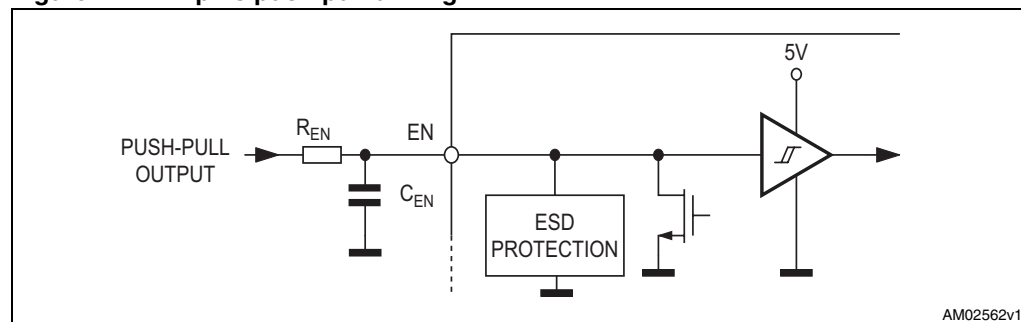 5V
R_EN
EN
PUSH-PULL
OUTPUT
C_EN
ESD
PROTECTION
AM02562v1